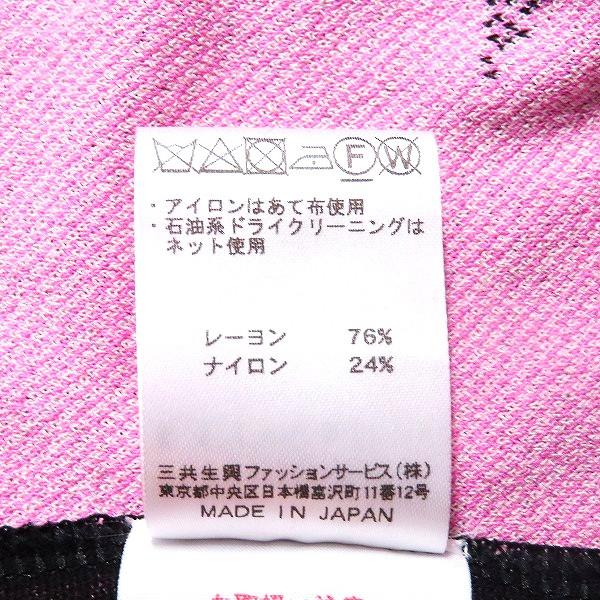 F W
・アイロンはあて布使用
・石油系ドライクリーニングは
ネット使用
レーヨン 76%
ナイロン 24%
三共生興ファッションサービス(株)
東京都中央区日本橋富沢町11番12号
MADE IN JAPAN